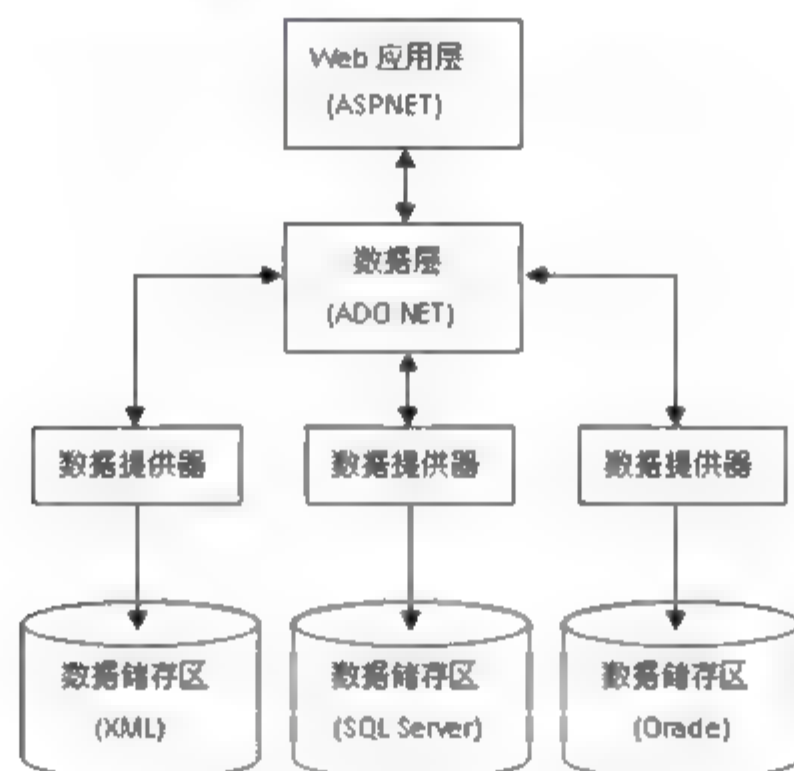 Web 应用层
(ASPNET)
数据层
(ADO NET)
数据提供器
数据提供器
数据提供器
数据储存区
(XML)
数据储存区
(SQL Server)
数据储存区
(Orade)